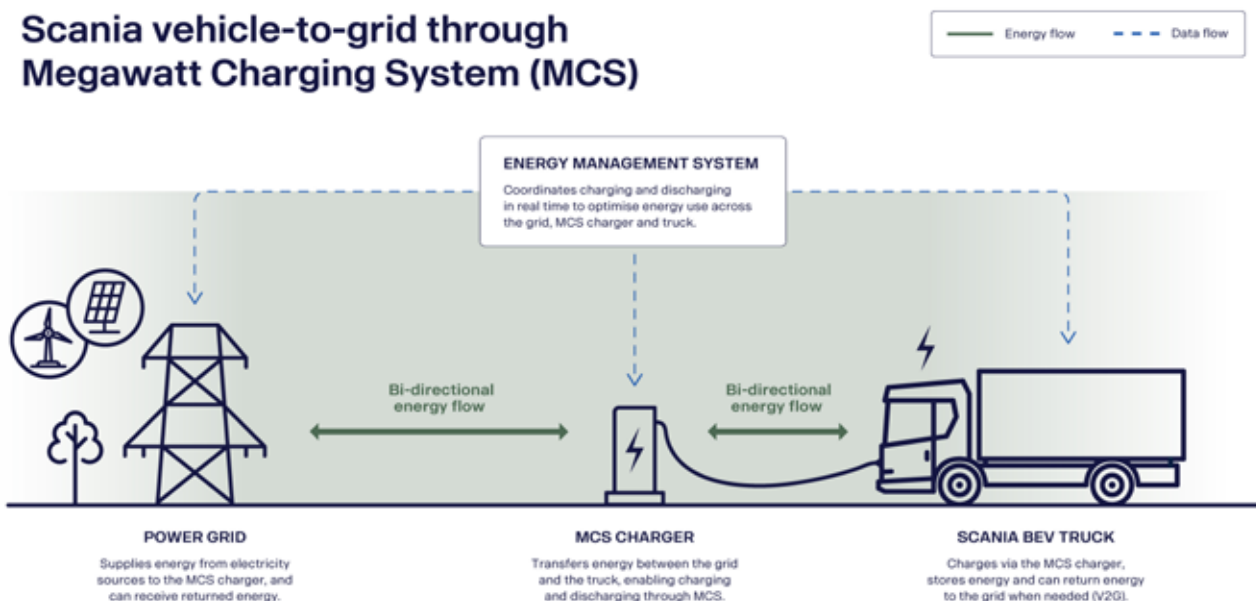 Scania vehicle-to-grid through
Megawatt Charging System (MCS)
Energy flow
Data flow
ENERGY MANAGEMENT SYSTEM
Coordinates charging and discharging
in real time to optimise energy use across
the grid, MCS charger and truck.
Bi-directional
energy flow
Bi-directional
energy flow
POWER GRID
Supplies energy from electricity
sources to the MCS charger, and
can receive returned energy.
MCS CHARGER
Transfers energy between the grid
and the truck, enabling charging
and discharging through MCS.
SCANIA BEV TRUCK
Charges via the MCS charger,
stores energy and can return energy
to the grid when needed (V2G).